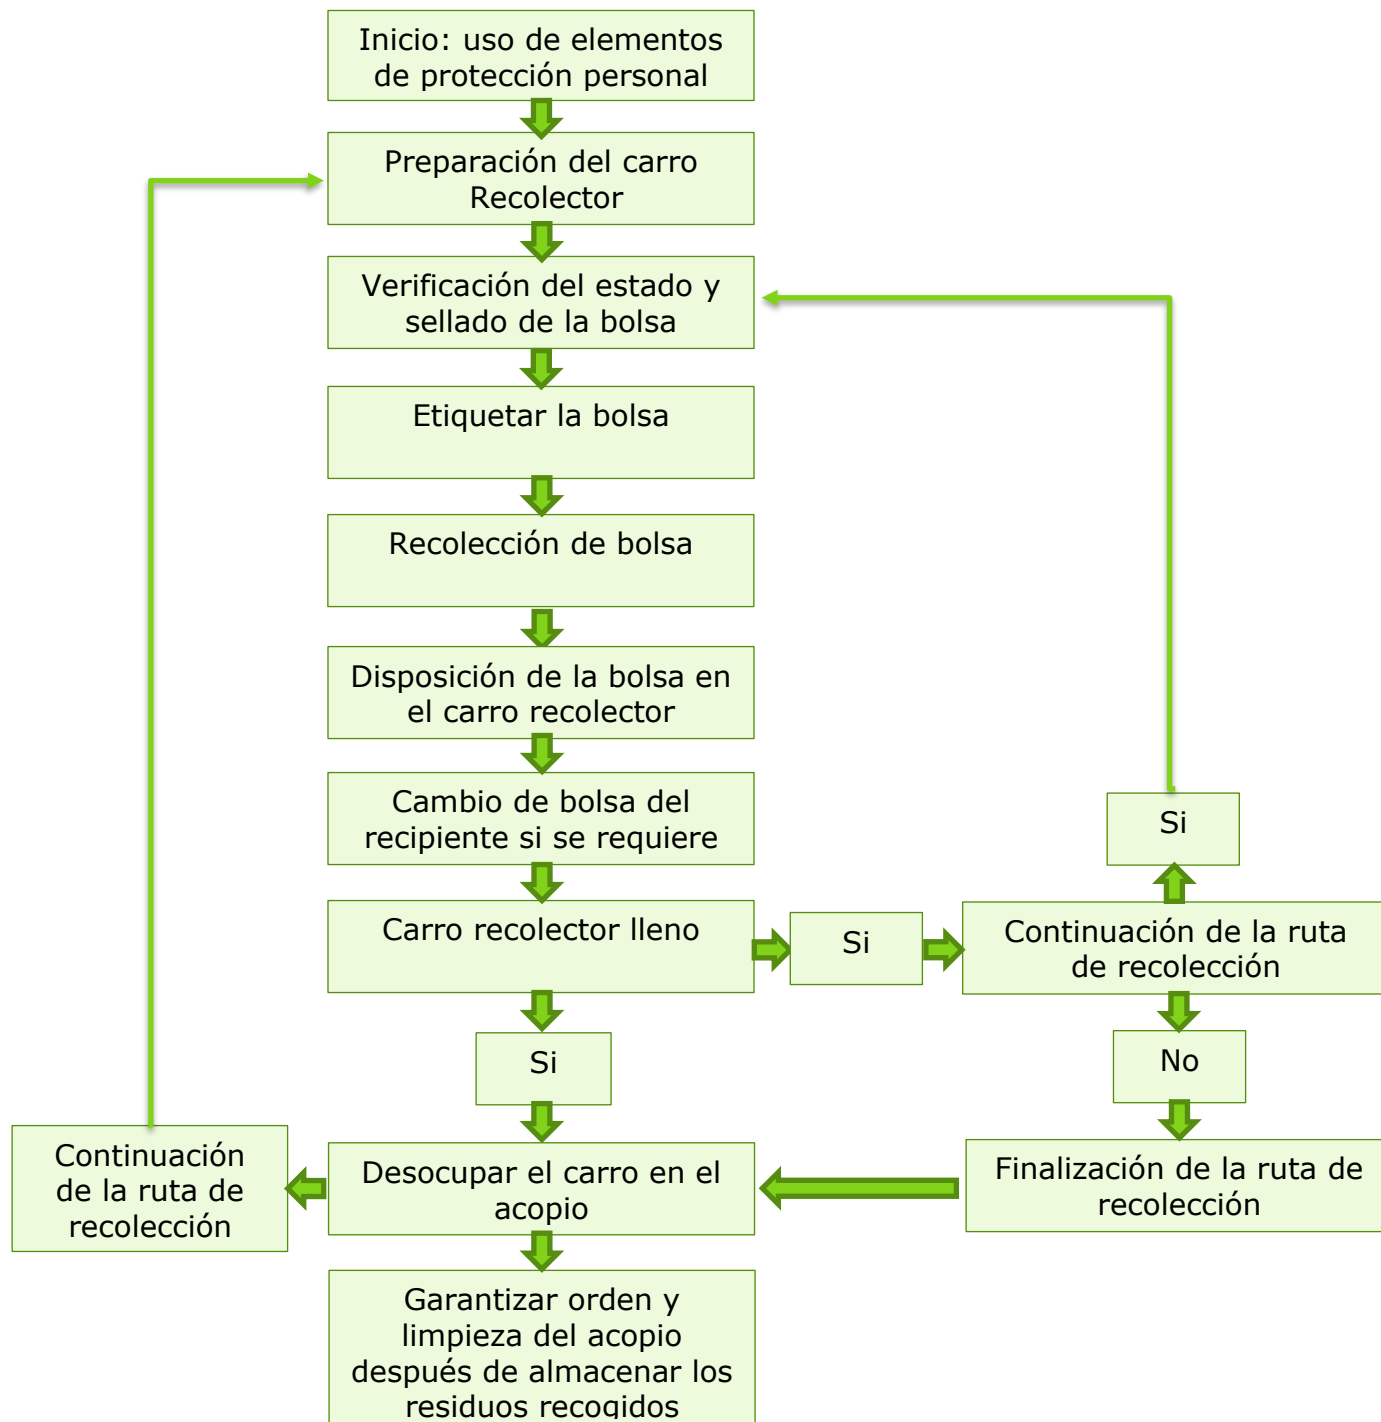 Inicio: uso de elementos
de protección personal
Preparación del carro
Recolector
Verificación del estado y
sellado de la bolsa
Etiquetar la bolsa
Recolección de bolsa
Disposición de la bolsa en
el carro recolector
Cambio de bolsa del
recipiente si se requiere
Si
Carro recolector lleno
Si
Continuación de la ruta
de recolección
Si
No
Continuación
de la ruta de
recolección
Desocupar el carro en el
acopio
Finalización de la ruta de
recolección
Garantizar orden y
limpieza del acopio
después de almacenar los
residuos recogidos